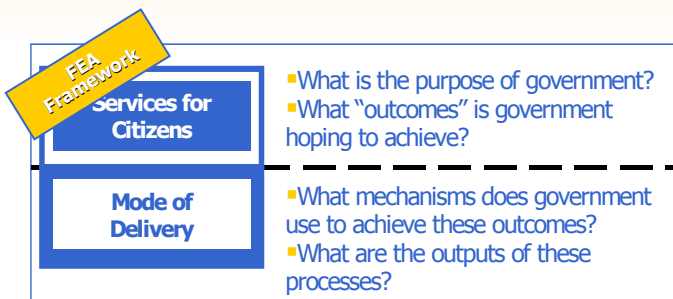 FEA
Framework
Services for
Citizens
▪What is the purpose of government?
▪What “outcomes” is government
hoping to achieve?
Mode of
Delivery
▪What mechanisms does government
use to achieve these outcomes?
▪What are the outputs of these
processes?